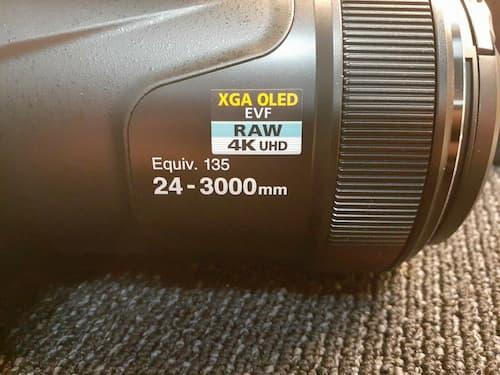 XGA OLED
EVF
RAW
4K UHD
Equiv. 135
24-3000mm